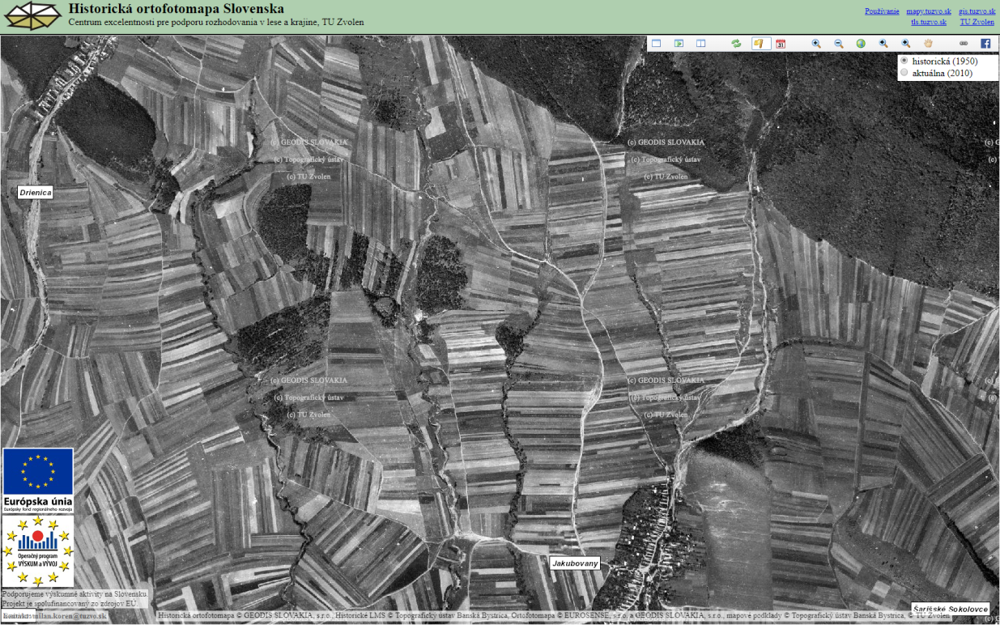 Historická ortofotomapa Slovenska
Centrum excelentnosti pre podporu rozhodovania v lese a krajine, TU Zvolen
Používanie mapy.tuzvo.sk gis.tuzvo.sk
tls.tuzvo.sk TU Zvolen
31
historická (1950)
aktuálna (2010)
(c) GEODIS SLOVAKIA
(c) Topografický ústav
(c) TU Zvolen
(c) GEODIS SLOVAKIA
(c) Topografický ústav
(c) TU Zvolen
(c) G
(c)
Drienica
(c) GEODIS SLOVAKIA
(c) Topografický ústav
(c) TU Zvolen
(c) GEODIS SLOVAKIA
(c) Topografický ústav
(c) TU Zvolen
Európska únia
Európsky fond regionálneho rozvoja
Operačný program
VÝSKUM a VÝVOJ
Jakubovany
Šarišské Sokolovce
Podporujeme výskumné aktivity na Slovensku.
Projekt je spolufinancovaný zo zdrojov EÚ.
milan.koren@tuzvo.sk
Historická ortofotomapa © GEODIS SLOVAKIA, s.r.o., Historické LMS © Topografický ústav Banská Bystrica, Ortofotomapa © EUROSENSE, s.r.o. a GEODIS SLOVAKIA, s.r.o., mapové podklady © Topografický ústav Banská Bystrica, © TU Zvolen